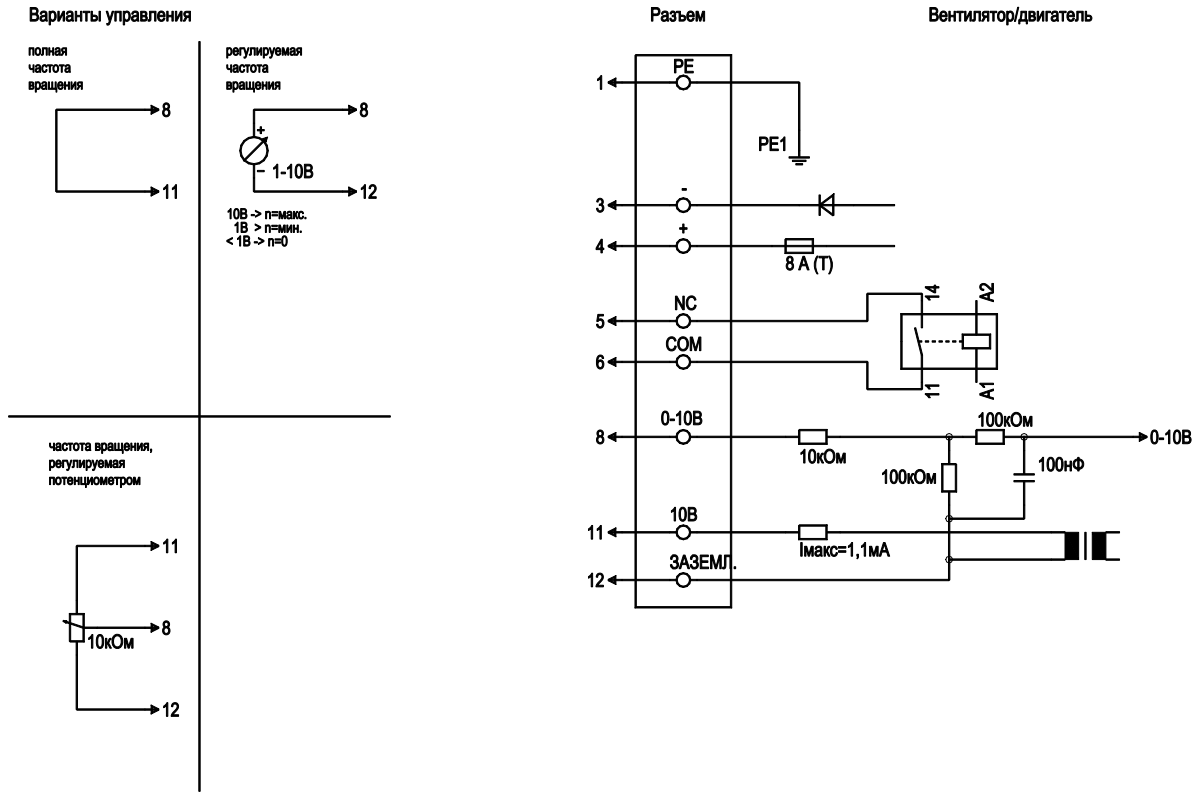 Варианты управления
полная
частота
вращения
8
11
регулируемая
частота
вращения
8
+
–
1-10В
12
10В -> n=макс.
1В > n=мин.
< 1В -> n=0
частота вращения,
регулируемая
потенциометром
11
8
10кОм
12
Разъем
Вентилятор/двигатель
PE
1
PE1
-
3
+
4
8 А (Т)
NC
5
COM
6
14
A2
11
A1
0-10В
8
10кОм
100кОм
100кОм
100нФ
0-10В
10В
11
Iмакс=1,1мА
ЗАЗЕМЛ.
12